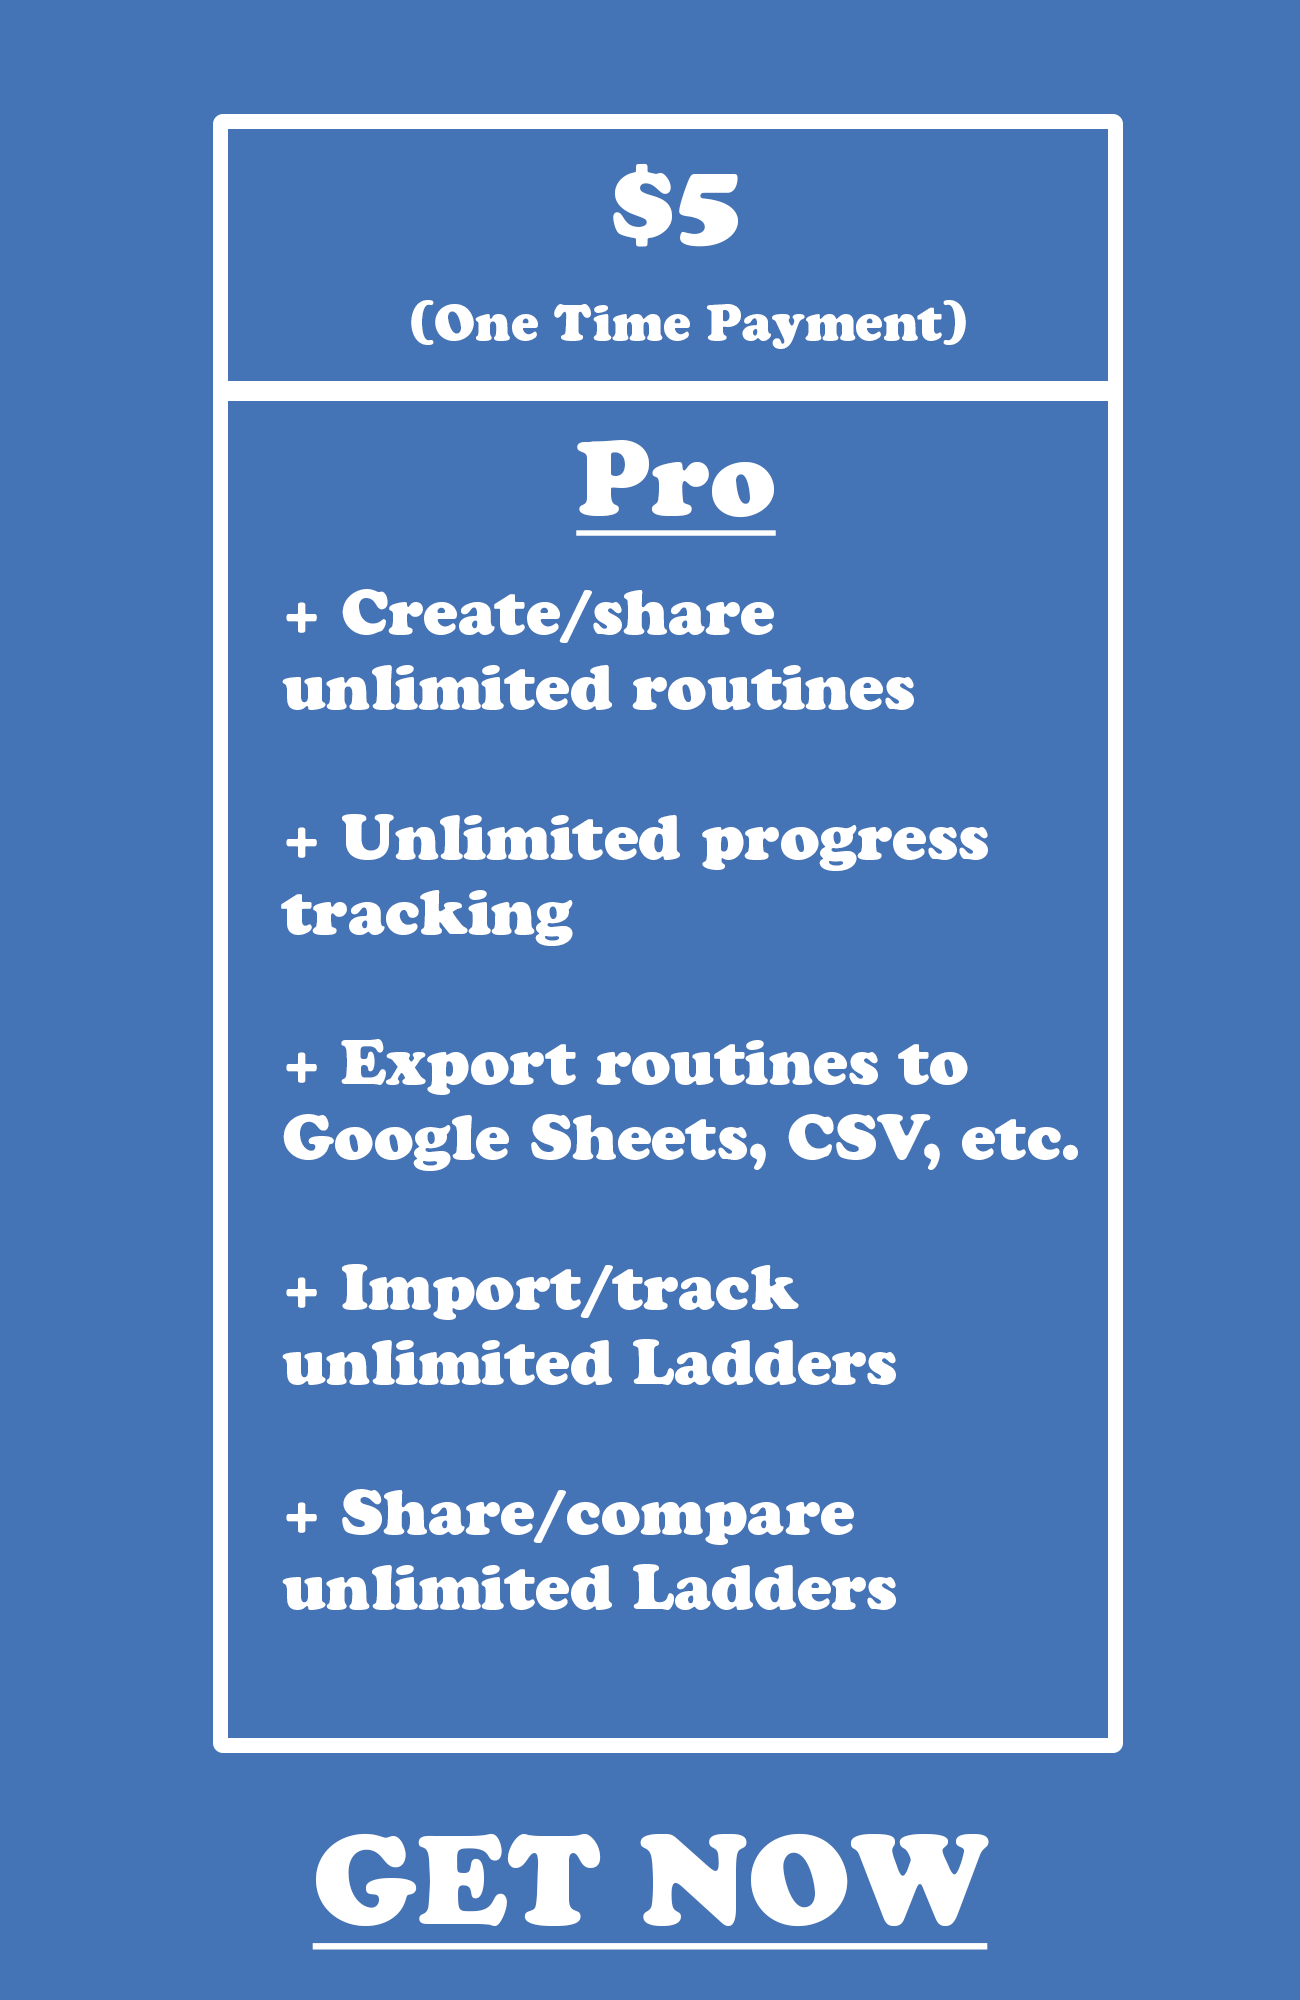 $5
(One Time Payment)
Pro
+ Create/share
unlimited routines
+ Unlimited progress
tracking
+ Export routines to
Google Sheets, CSV, etc.
+ Import/track
unlimited Ladders
+ Share/compare
unlimited Ladders
GET NOW